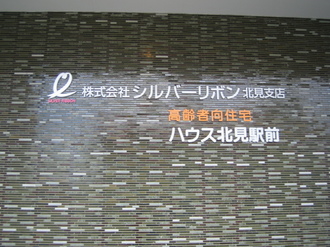 株式会社 シルバーリボン 北見支店
高齢者向住宅
ハウス北見駅前